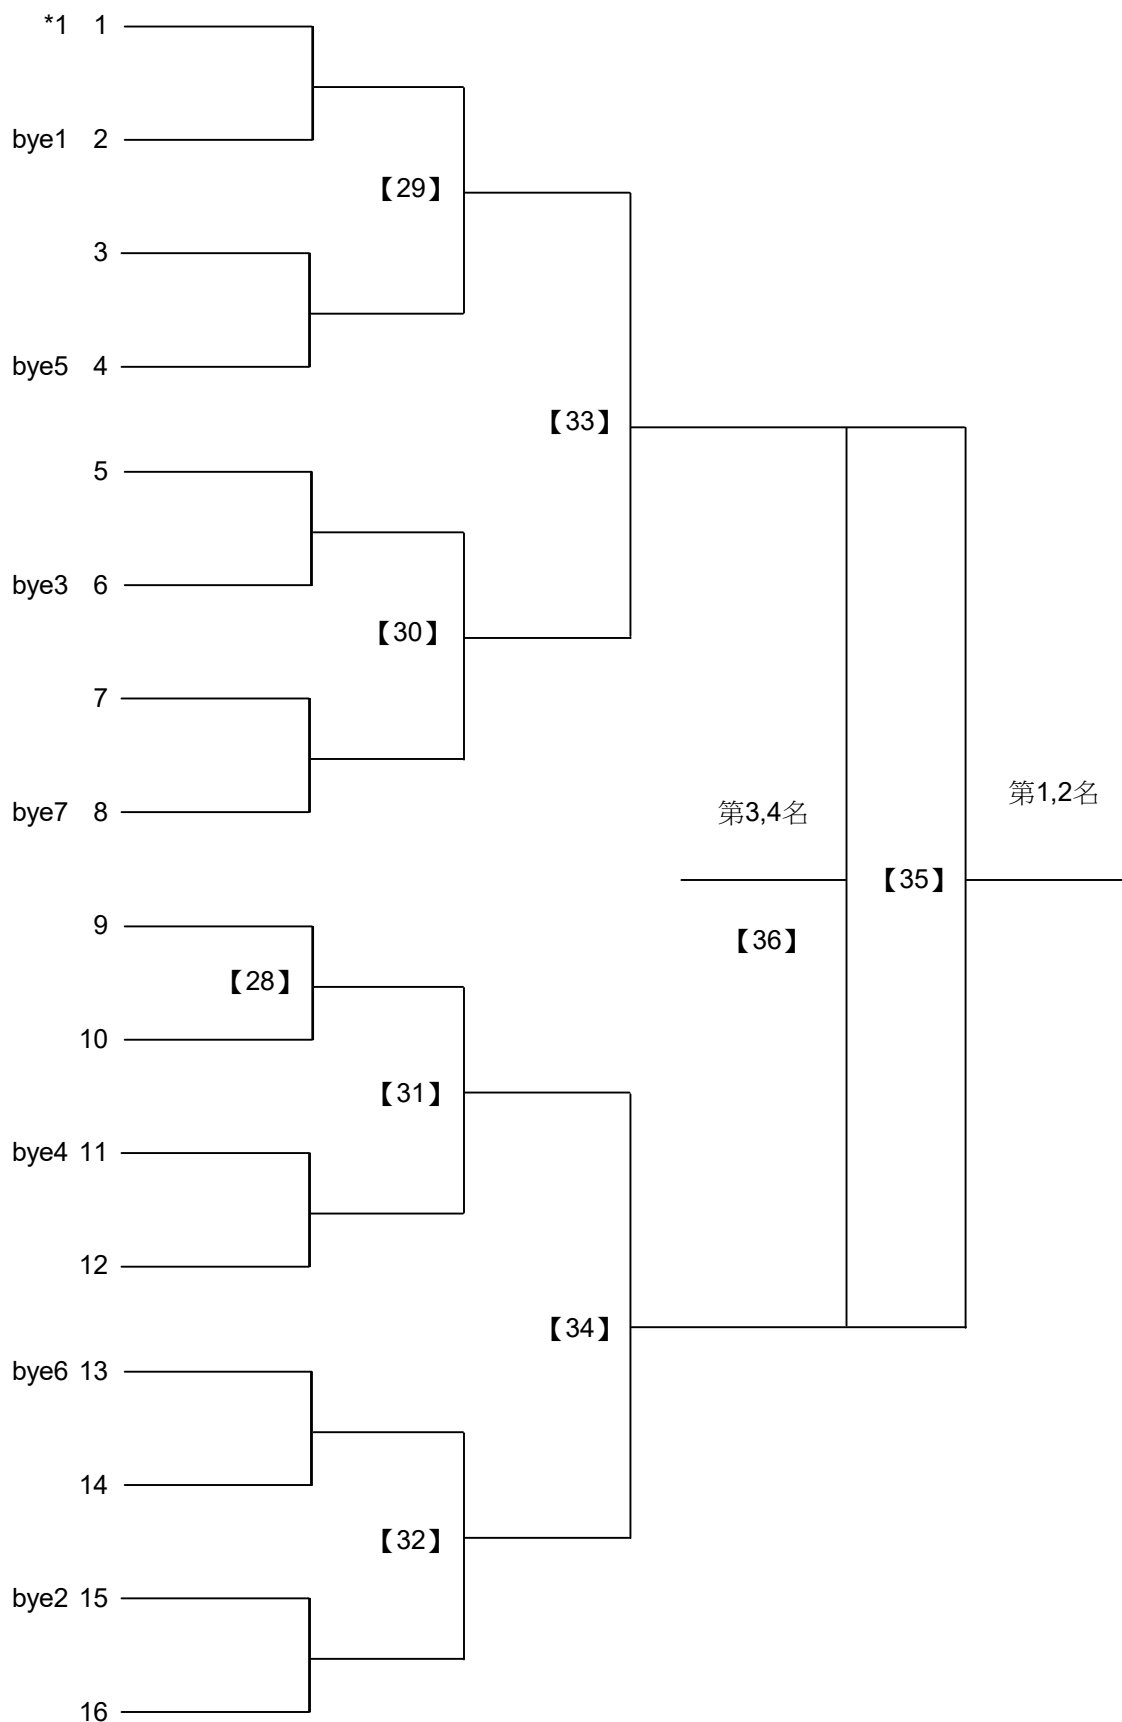 *1 1
bye1 2
【29】
3
bye5 4
【33】
5
bye3 6
【30】
7
第1,2名
bye7 8
第3,4名
【35】
9
【36】
【28】
10
【31】
bye4 11
12
【34】
bye6 13
14
【32】
bye2 15
16